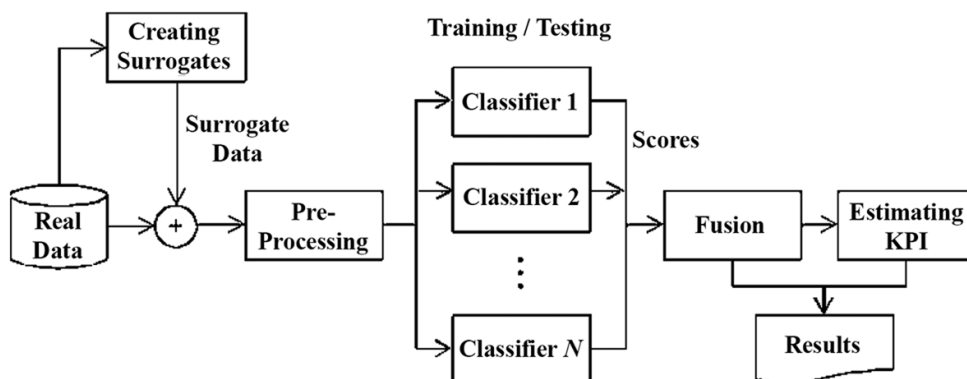 Creating
Surrogates
Training / Testing
Surrogate
Data
Real
Data
+
Pre-
Processing
Classifier 1
Classifier 2
Classifier N
Scores
Fusion
Estimating
KPI
Results